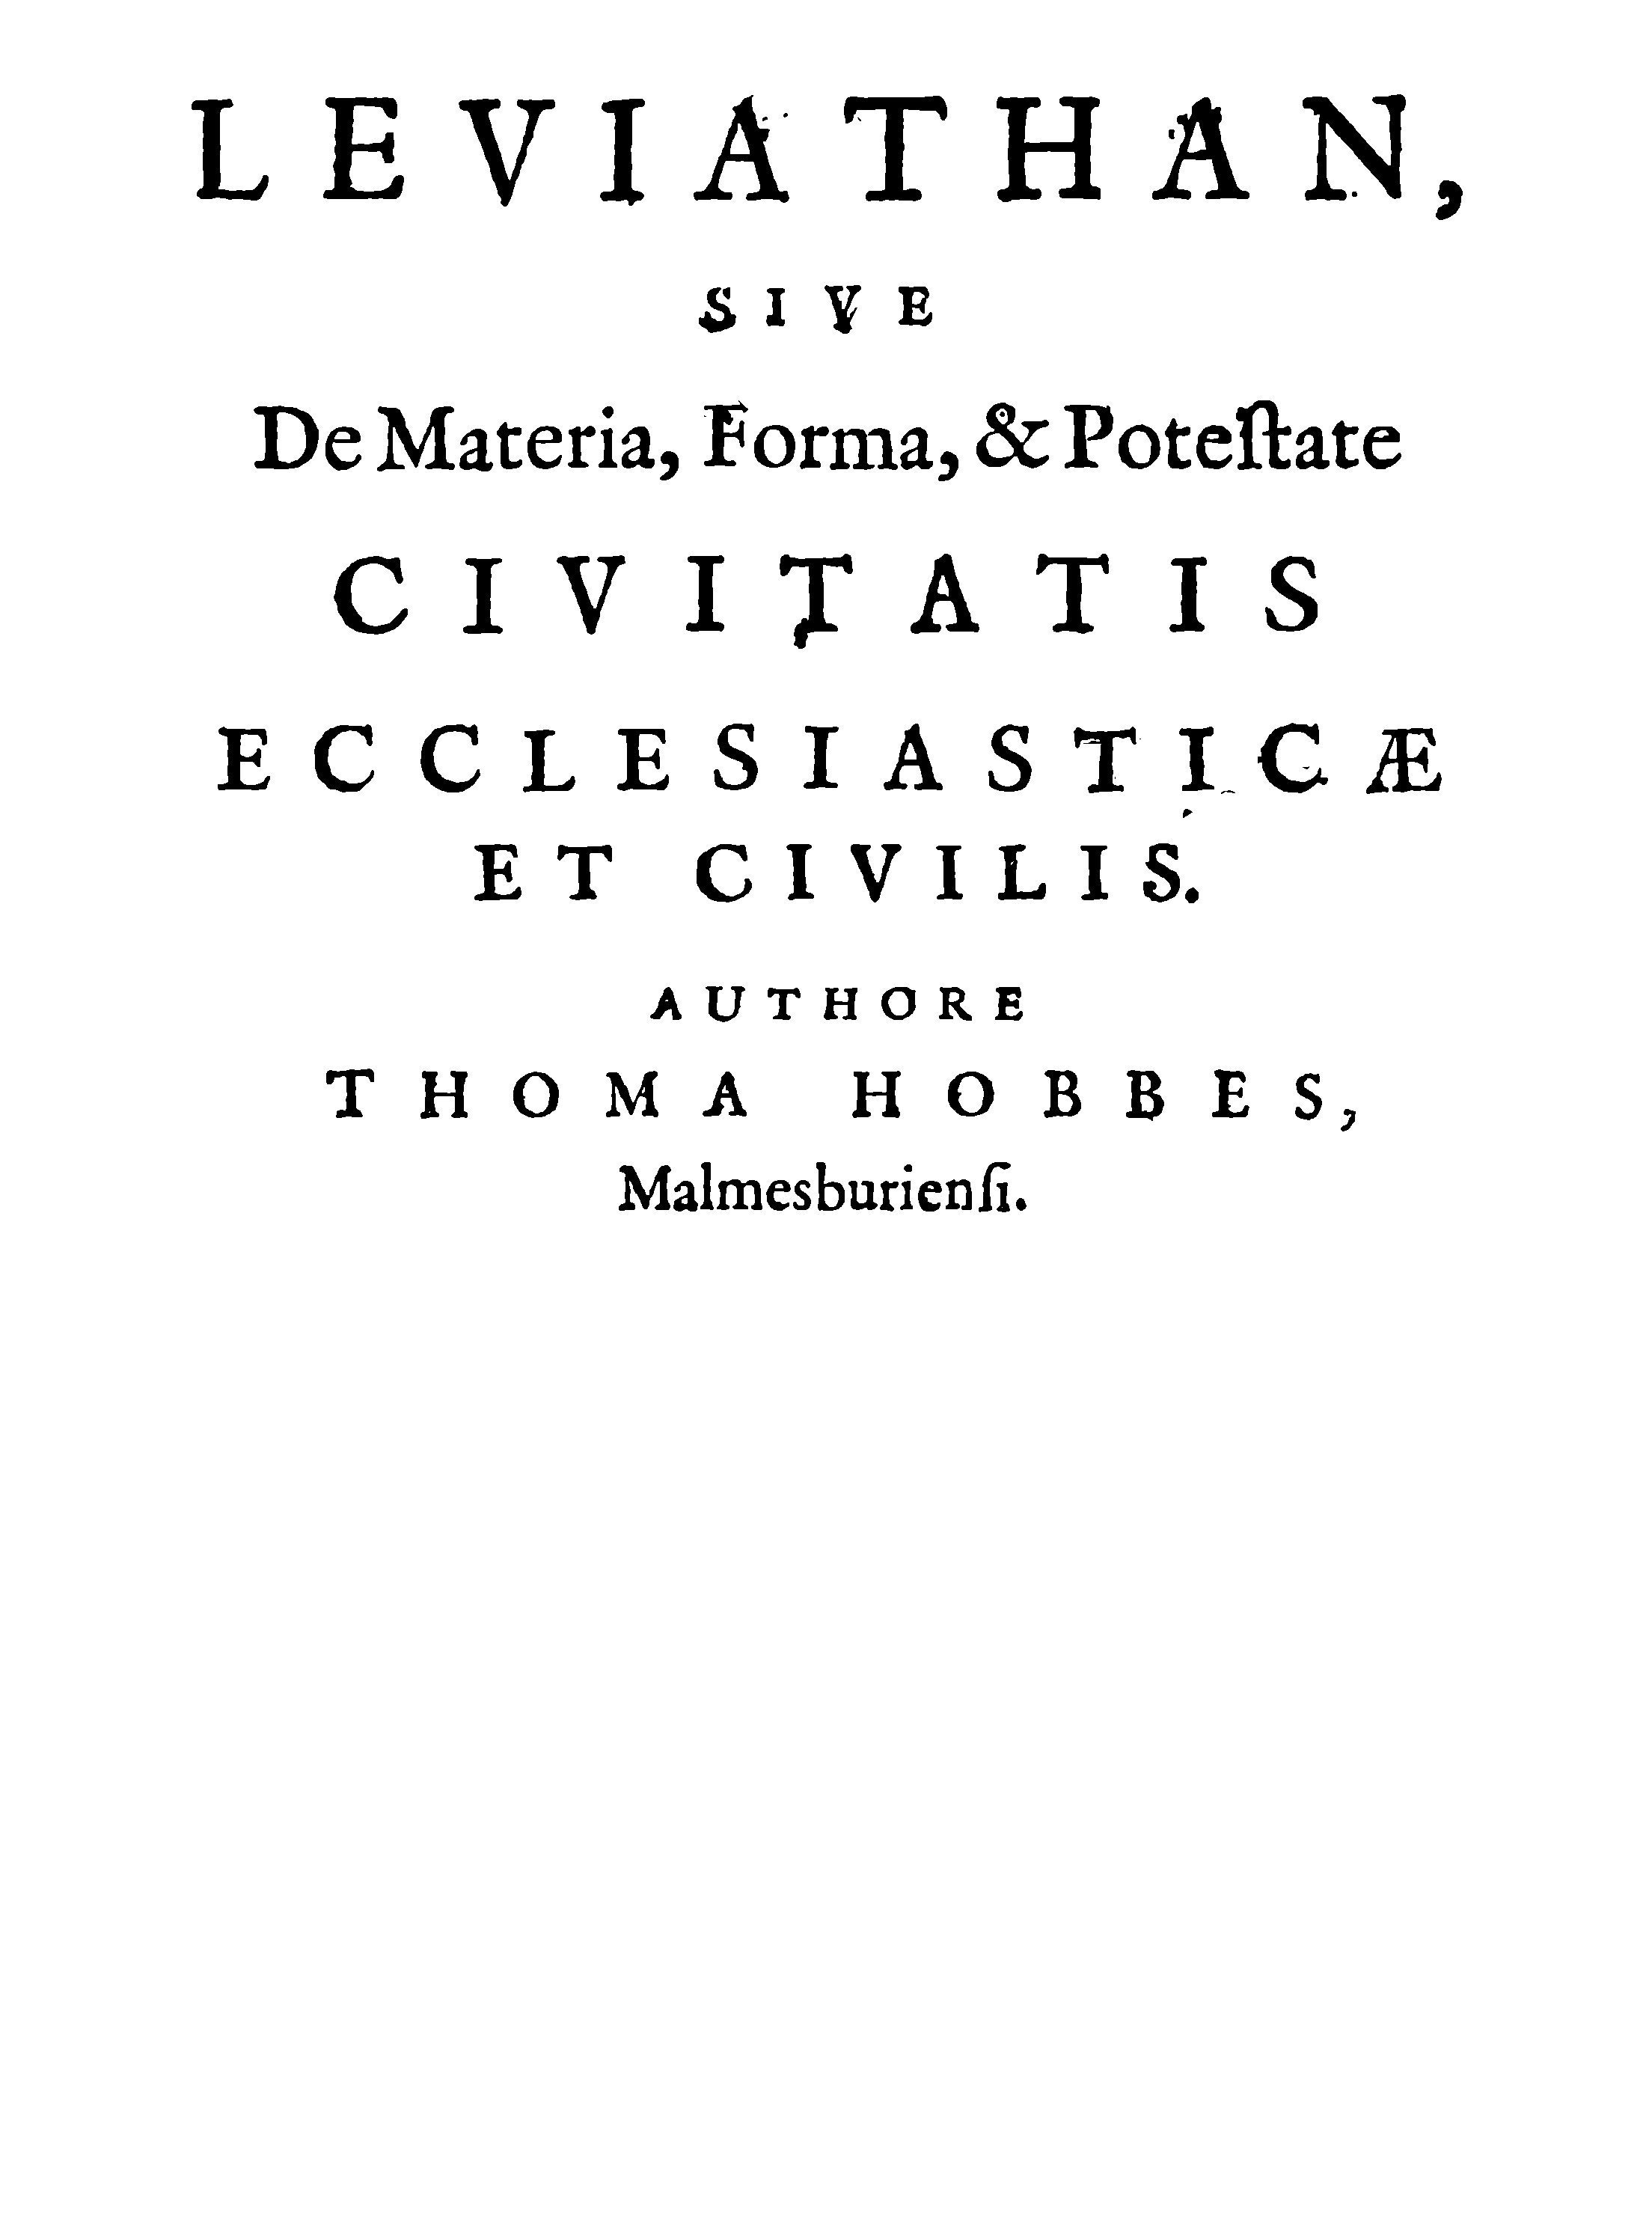 LEVIATHAN,
SIVE
De Materia, Forma, & Poteſtate
CIVITATIS
ECCLESIASTICÆ
ET CIVILIS.
AUTHORE
THOMA HOBBES,
Malmesburienſi.